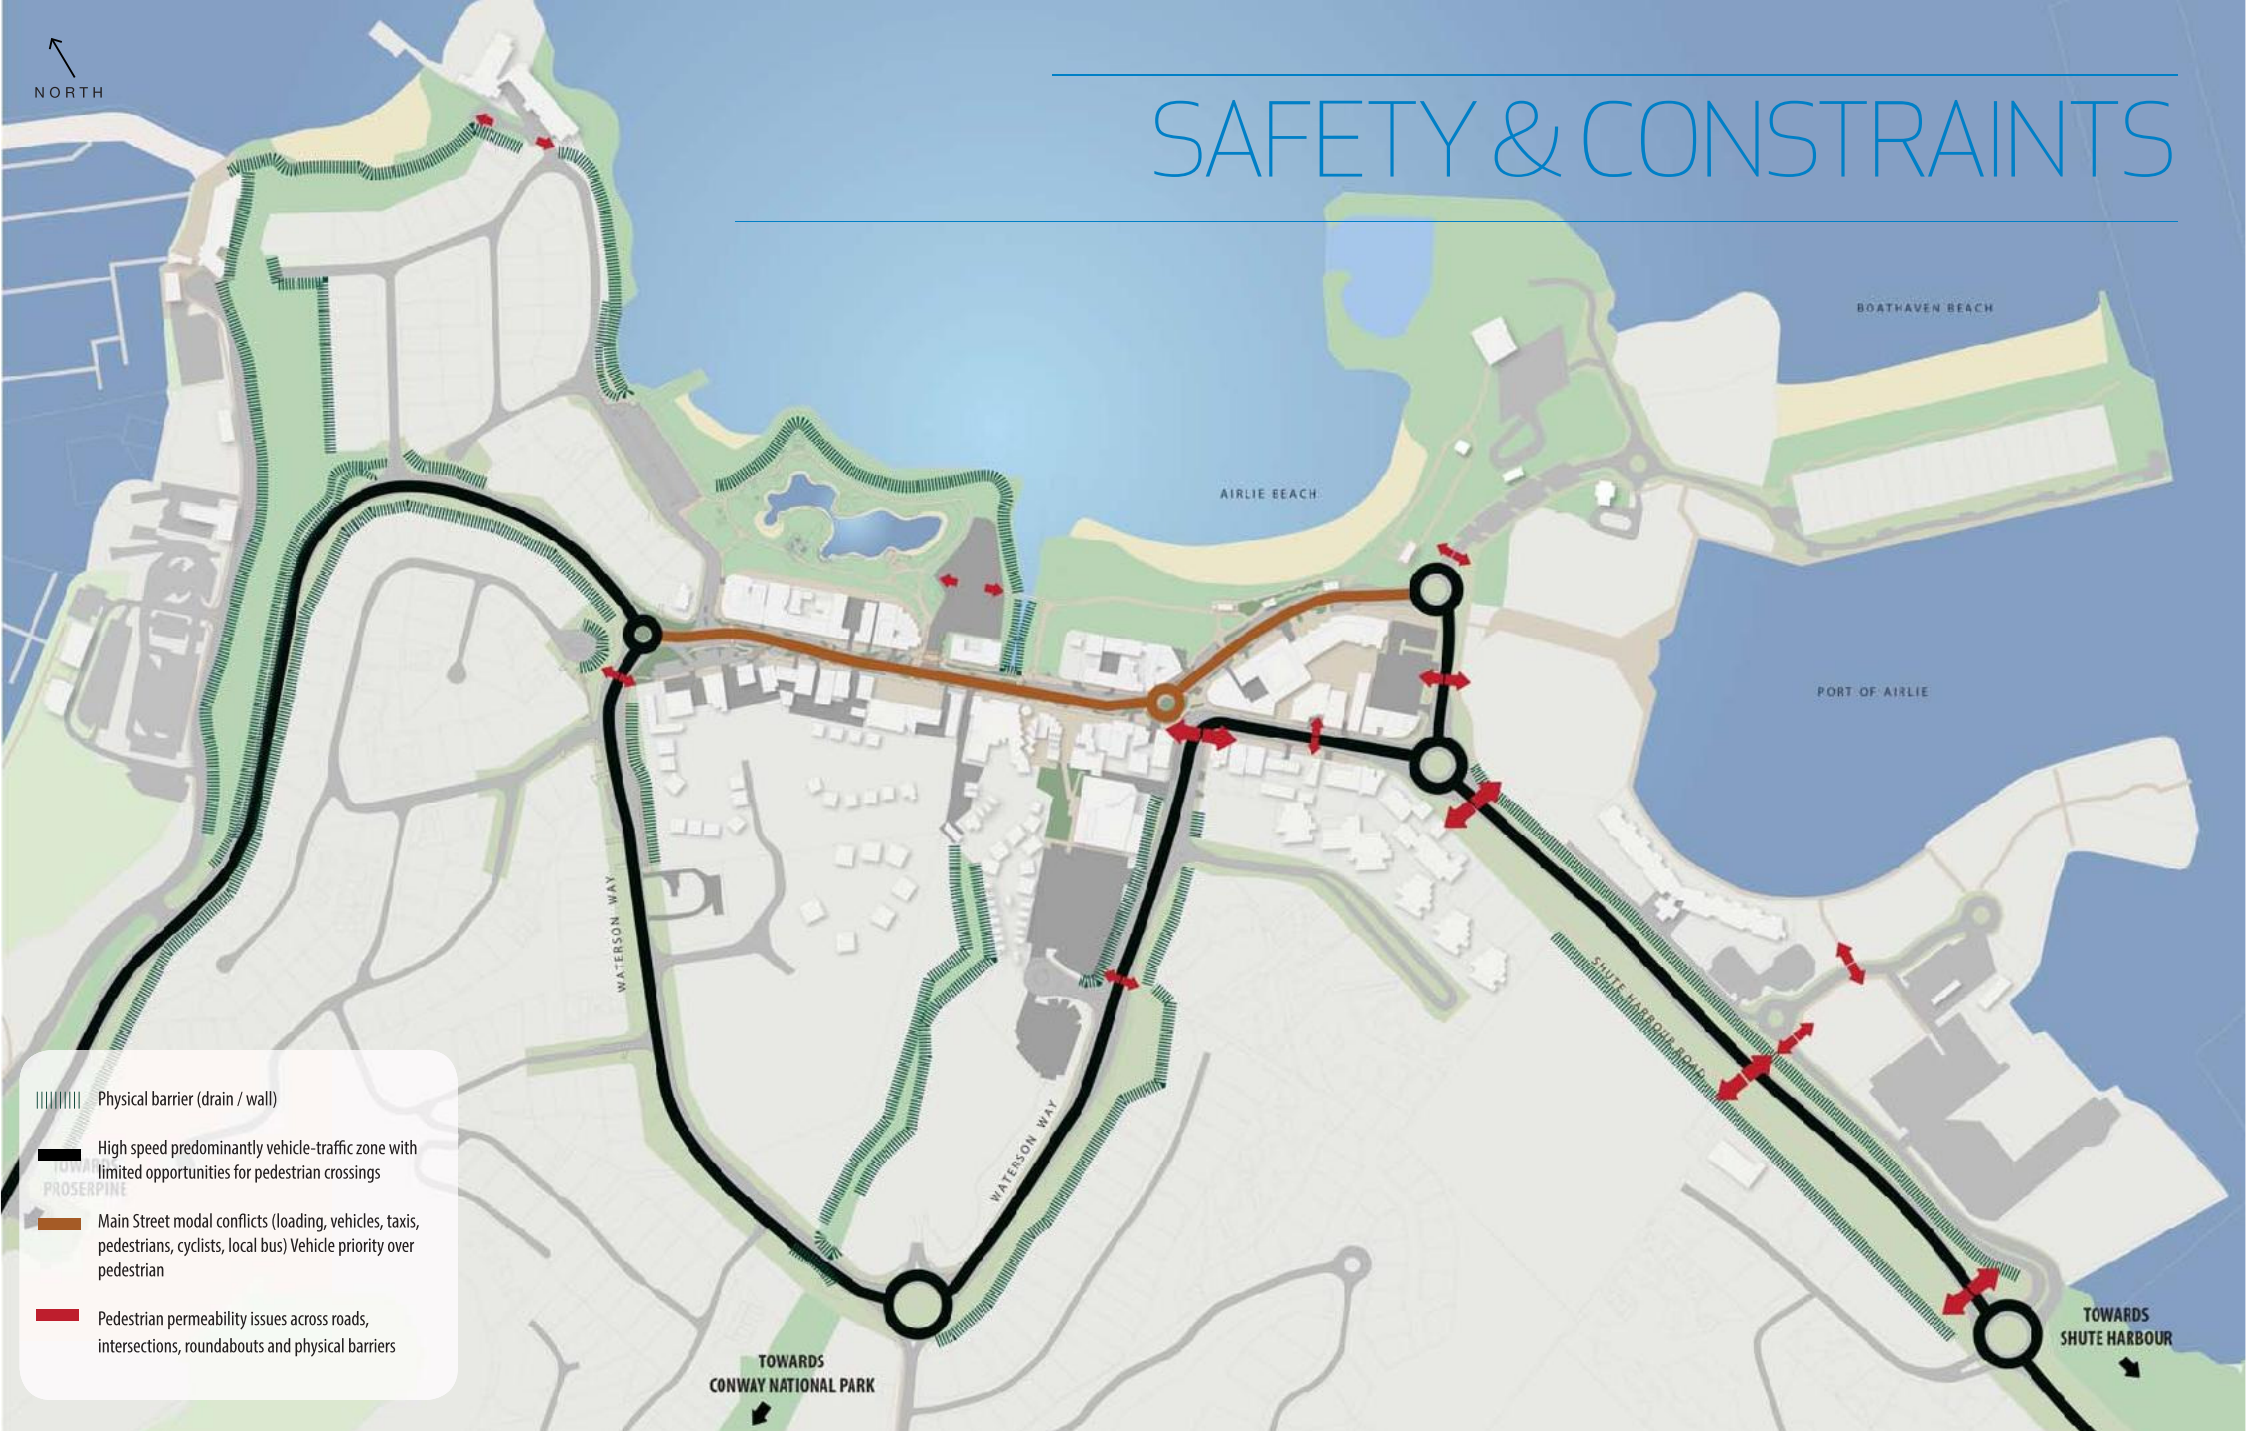 NORTH
SAFETY & CONSTRAINTS
BOATHAVEN BEACH
AIRLIE BEACH
PORT OF AIRLIE
WATERSON WAY
SHUTE HARBOUR ROAD
WATERSON WAY
Physical barrier (drain / wall)
High speed predominantly vehicle-traffic zone with
limited opportunities for pedestrian crossings
TOWARDS
PROSERPINE
Main Street modal conflicts (loading, vehicles, taxis,
pedestrians, cyclists, local bus) Vehicle priority over
pedestrian
Pedestrian permeability issues across roads,
intersections, roundabouts and physical barriers
TOWARDS
CONWAY NATIONAL PARK
TOWARDS
SHUTE HARBOUR